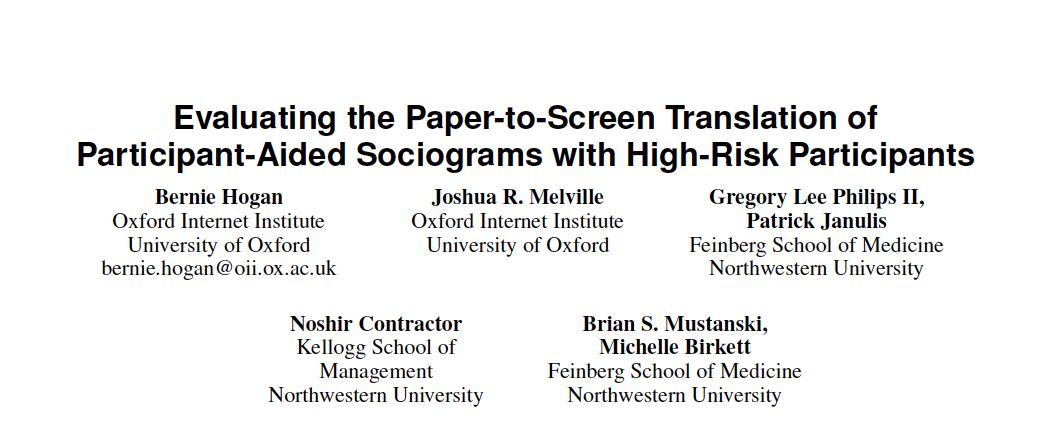 Evaluating the Paper-to-Screen Translation of
Participant-Aided Sociograms with High-Risk Participants
Bernie Hogan
Oxford Internet Institute
University of Oxford
bernie.hogan@oii.ox.ac.uk
Joshua R. Melville
Oxford Internet Institute
University of Oxford
Gregory Lee Philips II,
Patrick Janulis
Feinberg School of Medicine
Northwestern University
Noshir Contractor
Kellogg School of
Management
Northwestern University
Brian S. Mustanski,
Michelle Birkett
Feinberg School of Medicine
Northwestern University